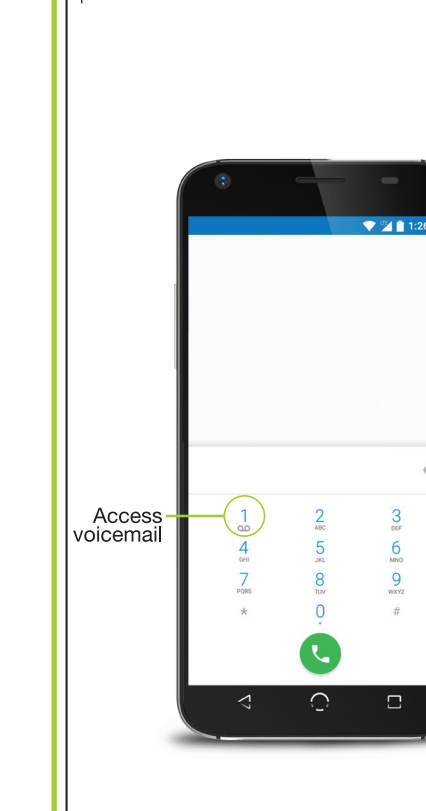 LTE 1:26
Access
voicemail
1 2 3
ABC DEF
4 5 6
GHI JKL MNO
7 8 9
PQRS TUV WXYZ
* 0 #
+